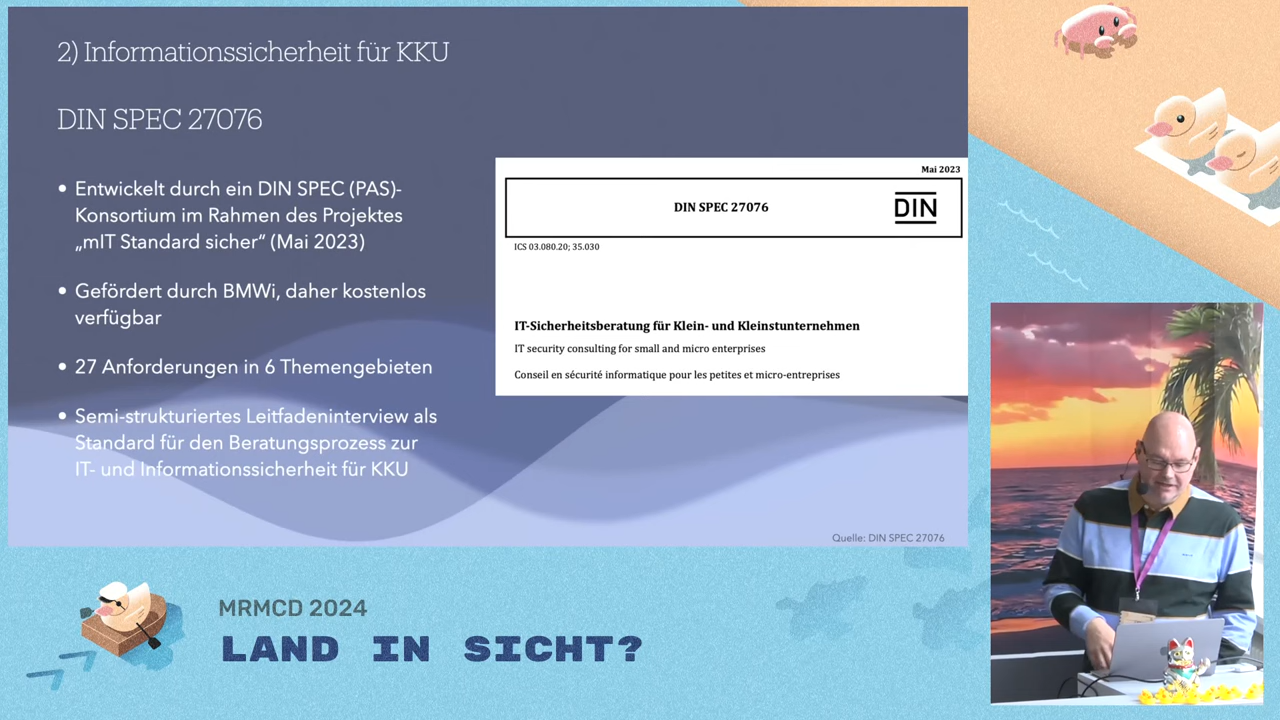 2) Informationssicherheit für KKU
DIN SPEC 27076
• Entwickelt durch ein DIN SPEC (PAS)-
Konsortium im Rahmen des Projektes
„mIT Standard sicher“ (Mai 2023)
• Gefördert durch BMWi, daher kostenlos
verfügbar
• 27 Anforderungen in 6 Themengebieten
• Semi-strukturiertes Leitfadeninterview als
Standard für den Beratungsprozess zur
IT- und Informationssicherheit für KKU
Mai 2023
DIN SPEC 27076
DIN
ICS 03.080.20; 35.030
IT-Sicherheitsberatung für Klein- und Kleinstunternehmen
IT security consulting for small and micro enterprises
Conseil en sécurité informatique pour les petites et micro-entreprises
Quelle: DIN SPEC 27076
MRMCD 2024
LAND IN SICHT?